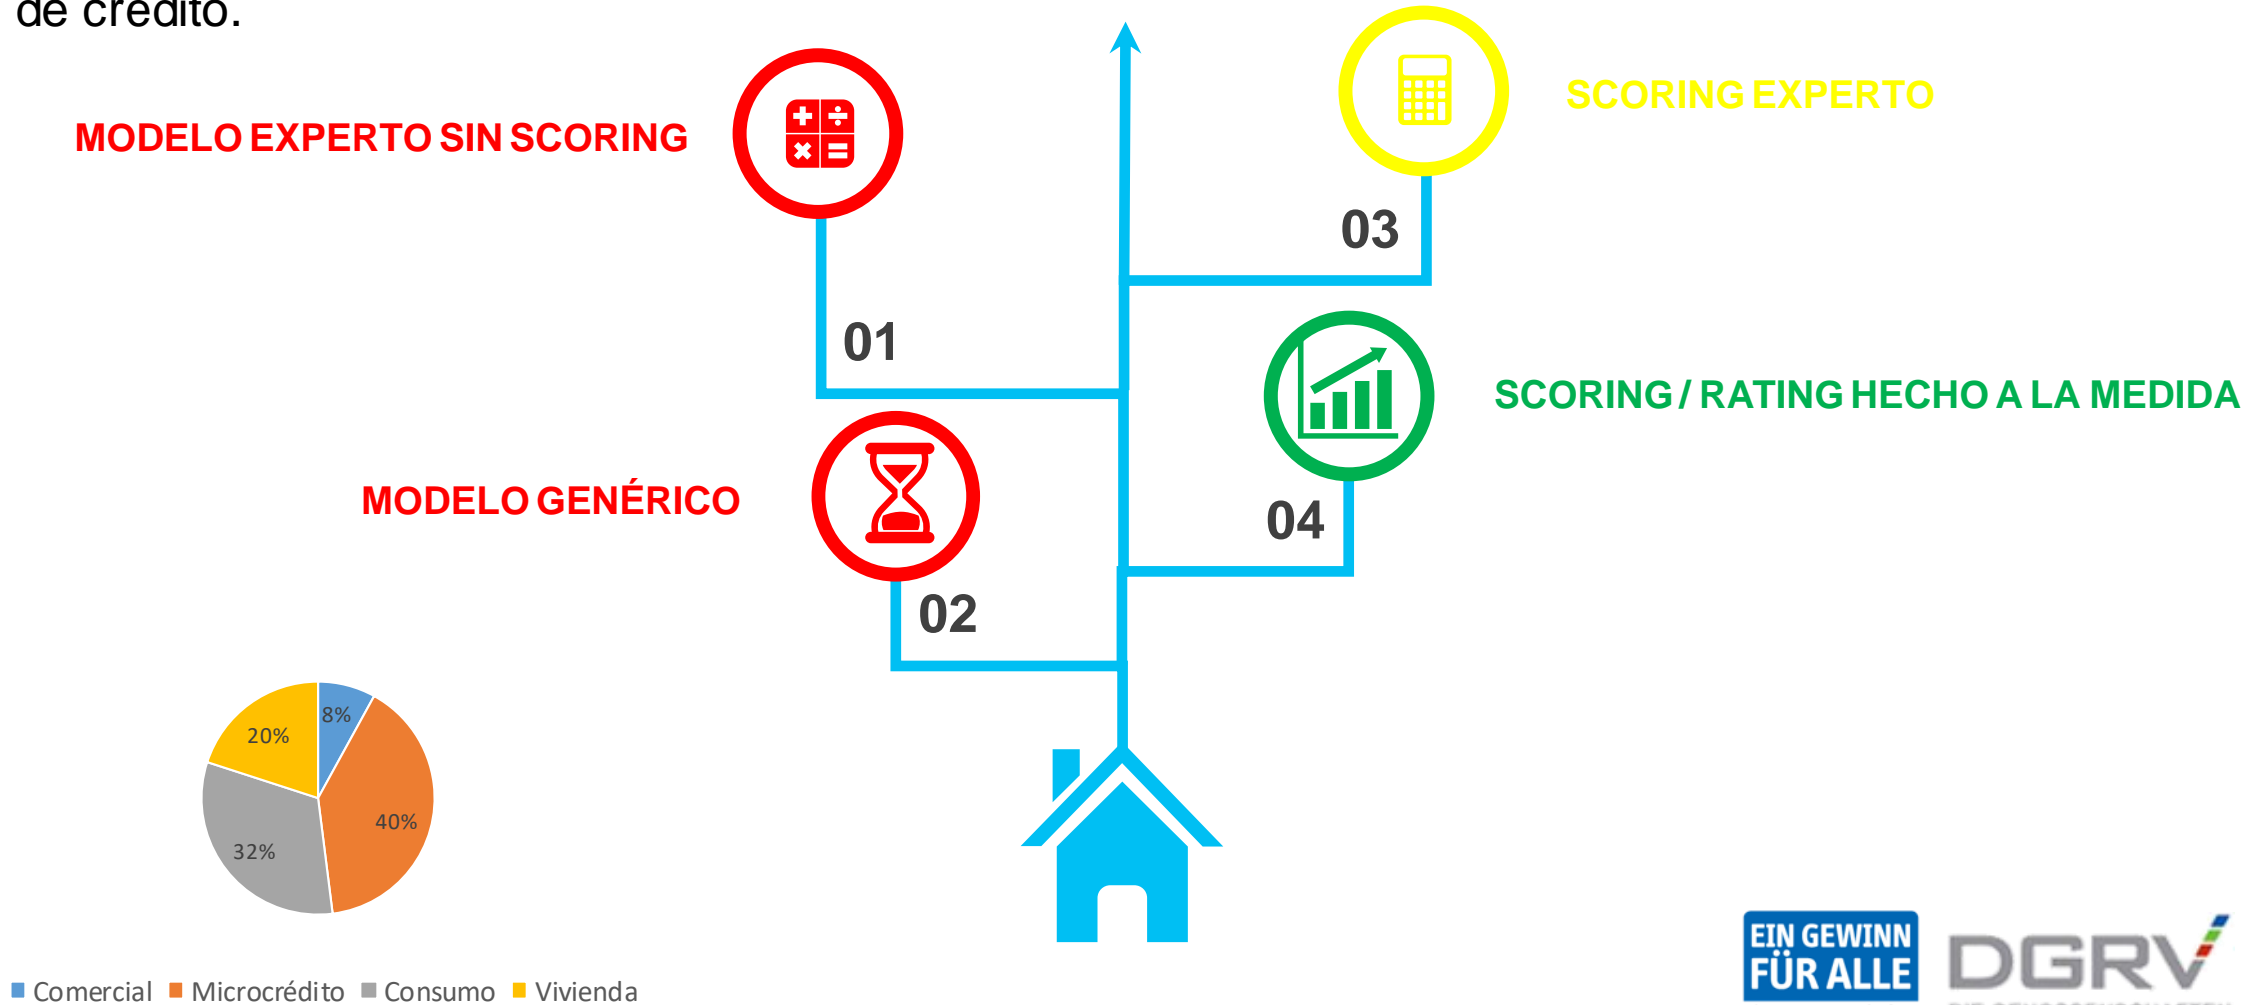 de crédito.
MODELO EXPERTO SIN SCORING
SCORING EXPERTO
03
01
SCORING / RATING HECHO A LA MEDIDA
MODELO GENÉRICO
04
02
8%
20%
40%
32%
Comercial Microcrédito Consumo Vivienda
EIN GEWINN
FÜR ALLE
DGRV